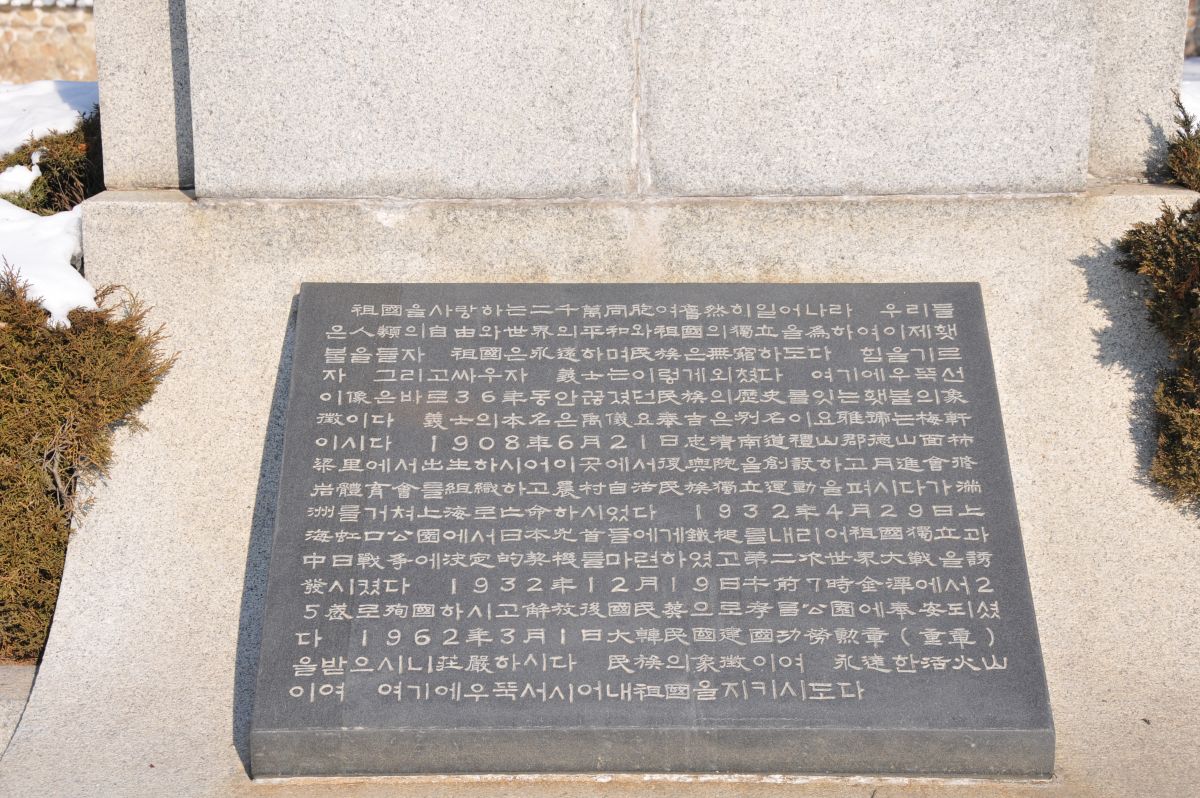 祖國을사랑하는二千萬同胞여奮然히일어나라 우리들
은人類의自由와世界의平和와祖國의獨立을為하여이제횃
불을들자 祖國은永遠하며民族은無窮하도다 힘을기르
자 그리고싸우자 義士는이렇게외쳤다 여기에우뚝선
이像은바로36年동안끊겼던民族의歷史를잇는횃불의象
徵이다 義士의本名은禹儀요奉吉은別名이요雅號는梅軒
이시다 1908年6月21日忠清南道禮山郡德山面柿
梁里에서出生하시어이곳에서復興院을創設하고月進會修
岩體育會를組織하고農村自活民族獨立運動을펴시다가満
洲를거쳐上海로亡命하시었다 1932年4月29日上
海虹口公園에서日本兇首들에게鐵槌를내리어祖國獨立과
中日戰爭에決定的契機를마련하였고第二次世界大戰을誘
發시켰다 1932年12月19日午前7時金澤에서2
5歲로殉國하시고解放後國民葬으로孝昌公園에奉安되셨
다 1962年3月1日大韓民國建國功勞勲章(重章)
을받으시니莊嚴하시다 民族의象徵이여 永遠한活火山
이여 여기에우뚝서시어내祖國을지키시도다